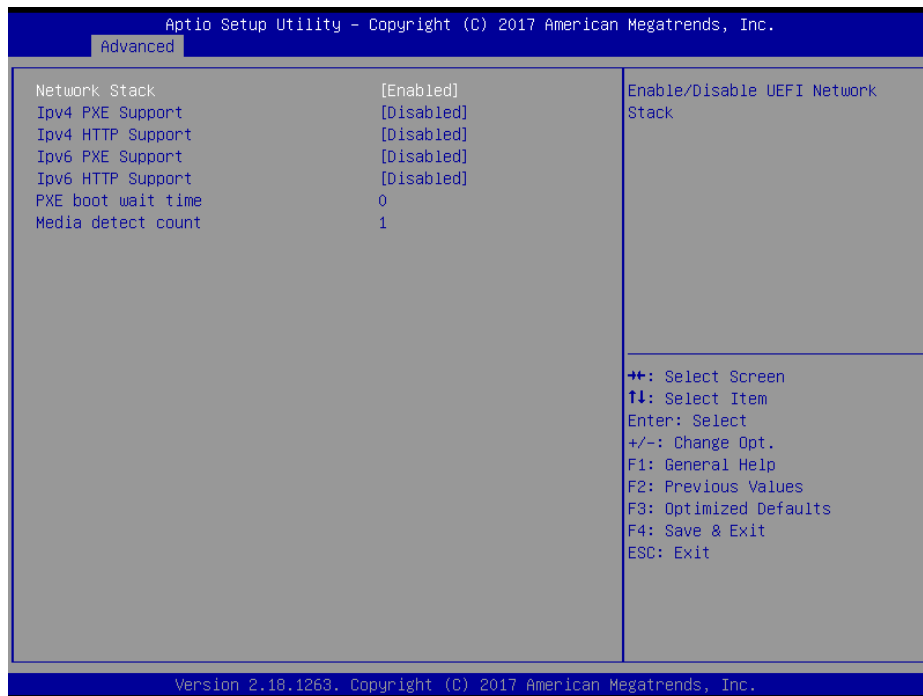 Aptio Setup Utility – Copyright (C) 2017 American Megatrends, Inc.
Advanced
Network Stack [Enabled]
Ipv4 PXE Support [Disabled]
Ipv4 HTTP Support [Disabled]
Ipv6 PXE Support [Disabled]
Ipv6 HTTP Support [Disabled]
PXE boot wait time 0
Media detect count 1
Enable/Disable UEFI Network
Stack
→←: Select Screen
↑↓: Select Item
Enter: Select
+/-: Change Opt.
F1: General Help
F2: Previous Values
F3: Optimized Defaults
F4: Save & Exit
ESC: Exit
Version 2.18.1263. Copyright (C) 2017 American Megatrends, Inc.